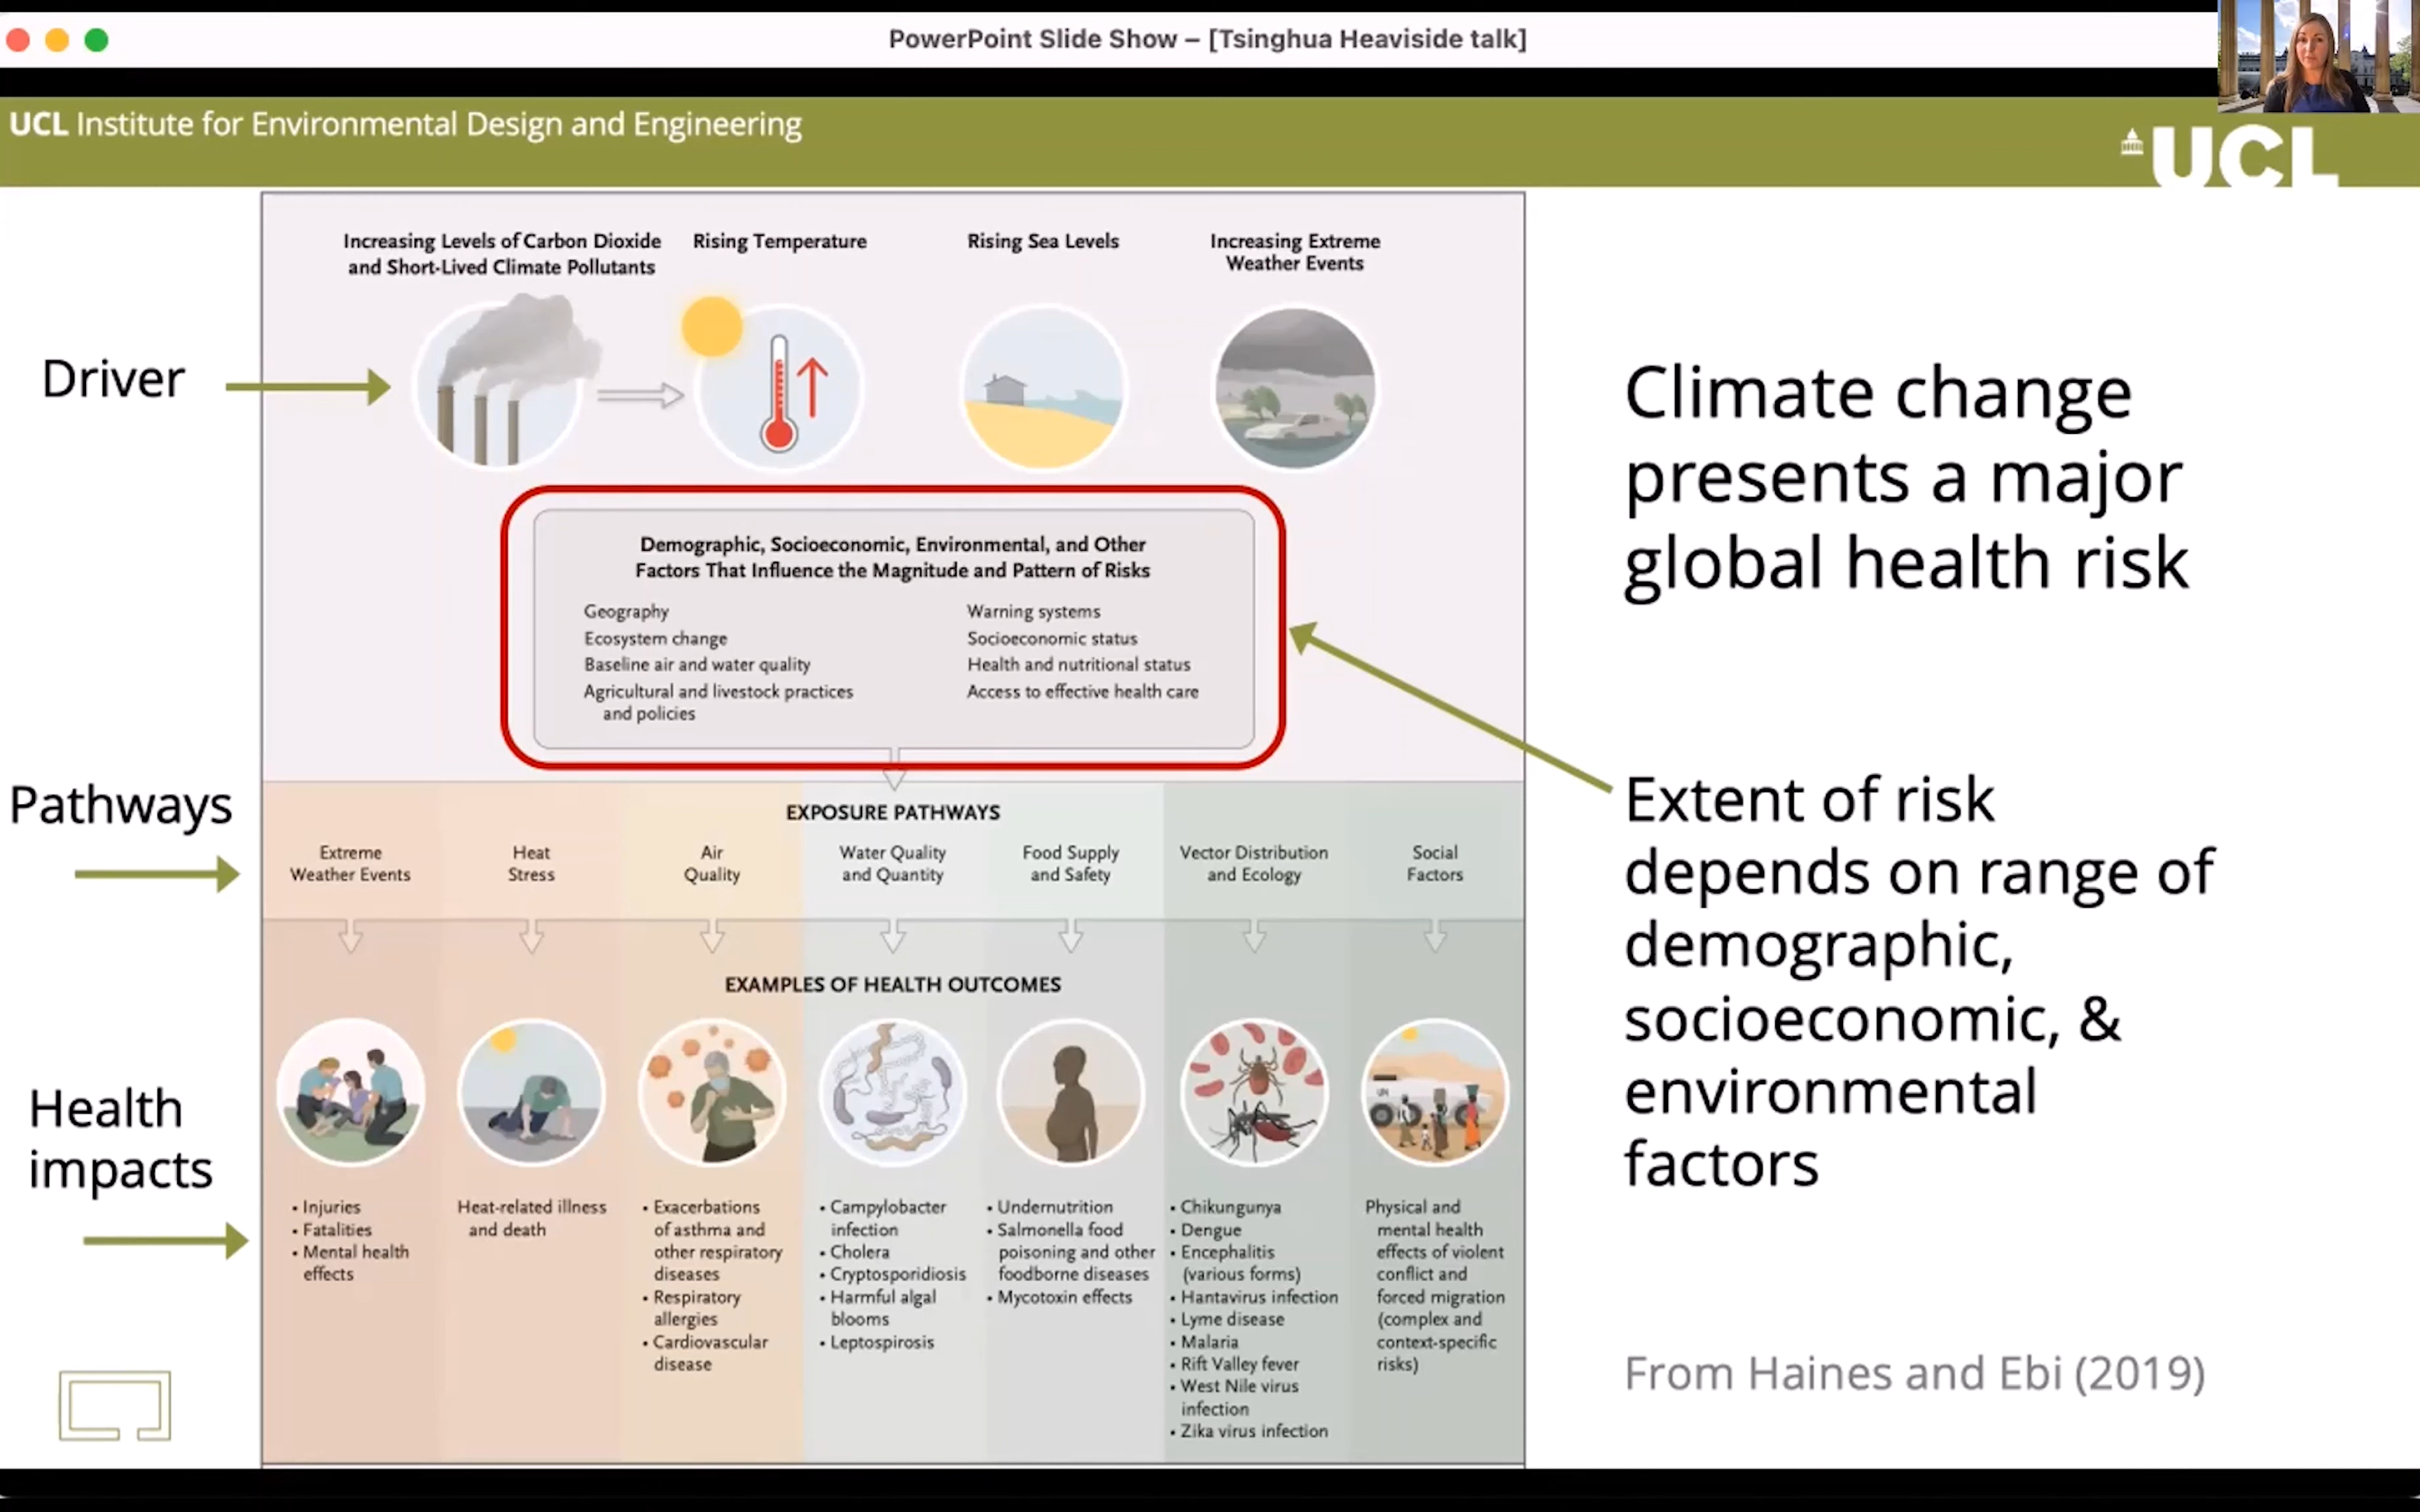 PowerPoint Slide Show – [Tsinghua Heaviside talk]
UCL Institute for Environmental Design and Engineering
UCL
Increasing Levels of Carbon Dioxide
and Short-Lived Climate Pollutants
Rising Temperature
Rising Sea Levels
Increasing Extreme
Weather Events
Driver
Climate change
presents a major
global health risk
Demographic, Socioeconomic, Environmental, and Other
Factors That Influence the Magnitude and Pattern of Risks
Geography
Ecosystem change
Baseline air and water quality
Agricultural and livestock practices
and policies
Warning systems
Socioeconomic status
Health and nutritional status
Access to effective health care
Extent of risk
depends on range of
demographic,
socioeconomic, &
environmental
factors
Pathways
EXPOSURE PATHWAYS
Extreme
Weather Events
Heat
Stress
Air
Quality
Water Quality
and Quantity
Food Supply
and Safety
Vector Distribution
and Ecology
Social
Factors
EXAMPLES OF HEALTH OUTCOMES
Health
impacts
UN
• Injuries
• Fatalities
• Mental health
effects
Heat-related illness
and death
• Exacerbations
of asthma and
other respiratory
diseases
• Respiratory
allergies
• Cardiovascular
disease
• Campylobacter
infection
• Cholera
• Cryptosporidiosis
• Harmful algal
blooms
• Leptospirosis
• Undernutrition
• Salmonella food
poisoning and other
foodborne diseases
• Mycotoxin effects
• Chikungunya
• Dengue
• Encephalitis
(various forms)
• Hantavirus infection
• Lyme disease
• Malaria
• Rift Valley fever
• West Nile virus
infection
• Zika virus infection
Physical and
mental health
effects of violent
conflict and
forced migration
(complex and
context-specific
risks)
From Haines and Ebi (2019)